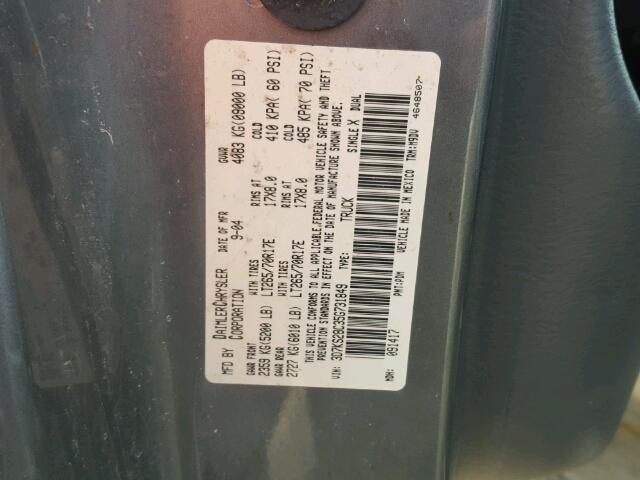 MFD BY DAIMLERCHRYSLER CORPORATION DATE OF MFR 9-04 GVWR 4083 KG(09000 LB)
GAWR FRONT WITH TIRES RIMS AT COLD
2359 KG(5200 LB) LT265/70R17E 17X8.0 410 KPA( 60 PSI)
GAWR REAR WITH TIRES RIMS AT COLD
2727 KG(6010 LB) LT265/70R17E 17X8.0 485 KPA( 70 PSI)
THIS VEHICLE CONFORMS TO ALL APPLICABLE,FEDERAL MOTOR VEHICLE SAFETY AND THEFT
PREVENTION STANDARDS IN EFFECT ON THE DATE OF MANUFACTURE SHOWN ABOVE.
VIN: 3D7KS28C35G731849 TYPE: TRUCK SINGLE X DUAL
MDH: 091417 PNT:PDM VEHICLE MADE IN MEXICO TRM:M9DV 4648507